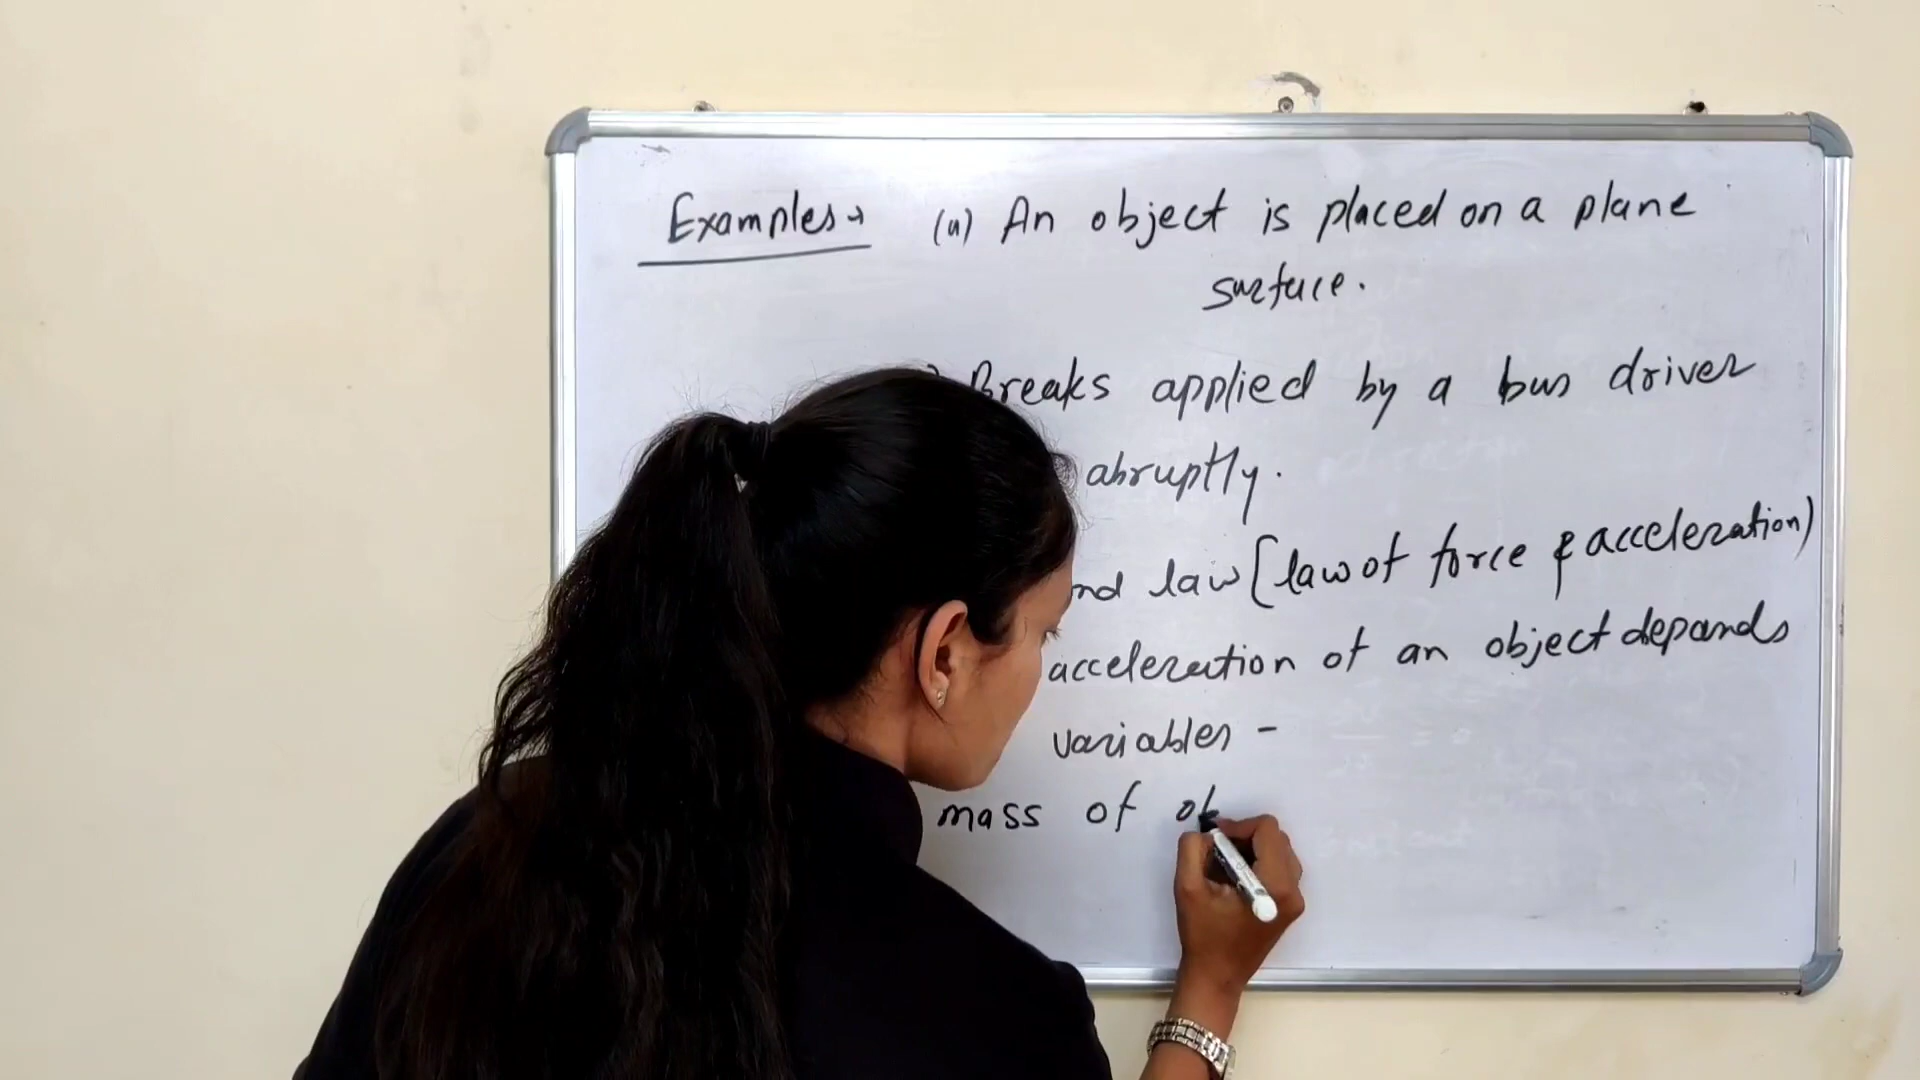 Examples → (a) An object is placed on a plane
surface.
Breaks applied by a bus driver
abruptly.
law (law of force & acceleration)
acceleration of an object depands
variables -
mass of ob